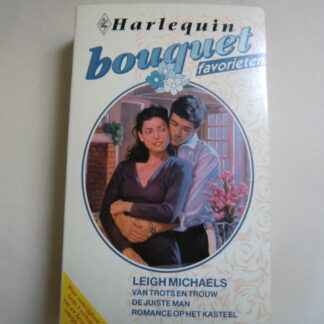 Harlequin
bouquet
favorieten
LEIGH MICHAELS
VAN TROTS EN TROUW
DE JUISTE MAN
ROMANCE OP HET KASTEEL